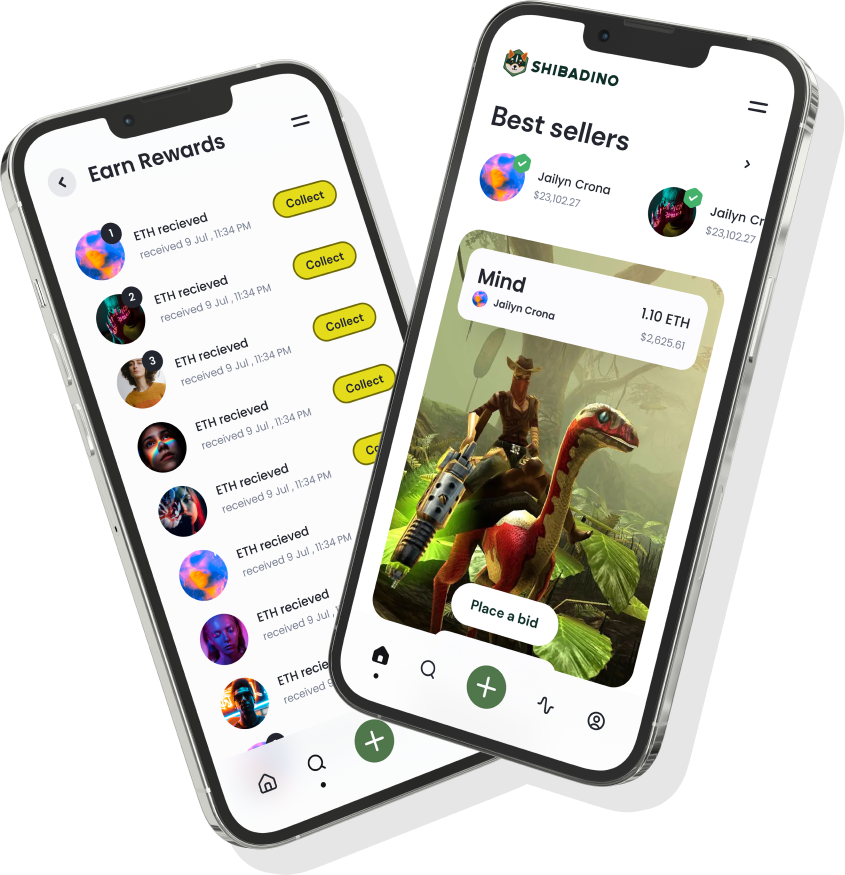 Earn Rewards
1
ETH recieved
received 9 Jul , 11:34 PM
Collect
2
ETH recieved
received 9 Jul , 11:34 PM
Collect
3
ETH recieved
received 9 Jul , 11:34 PM
Collect
ETH recieved
received 9 Jul , 11:34 PM
Collect
ETH recieved
received 9 Jul , 11:34 PM
Co
ETH recieved
received 9 Jul , 11:34 PM
ETH recieved
received 9 Jul ,
ETH recie
received 9
SHIBADINO
Best sellers
Jailyn Crona
$23,102.27
Jailyn Cr
$23,102.27
Mind
Jailyn Crona
1.10 ETH
$2,625.61
Place a bid